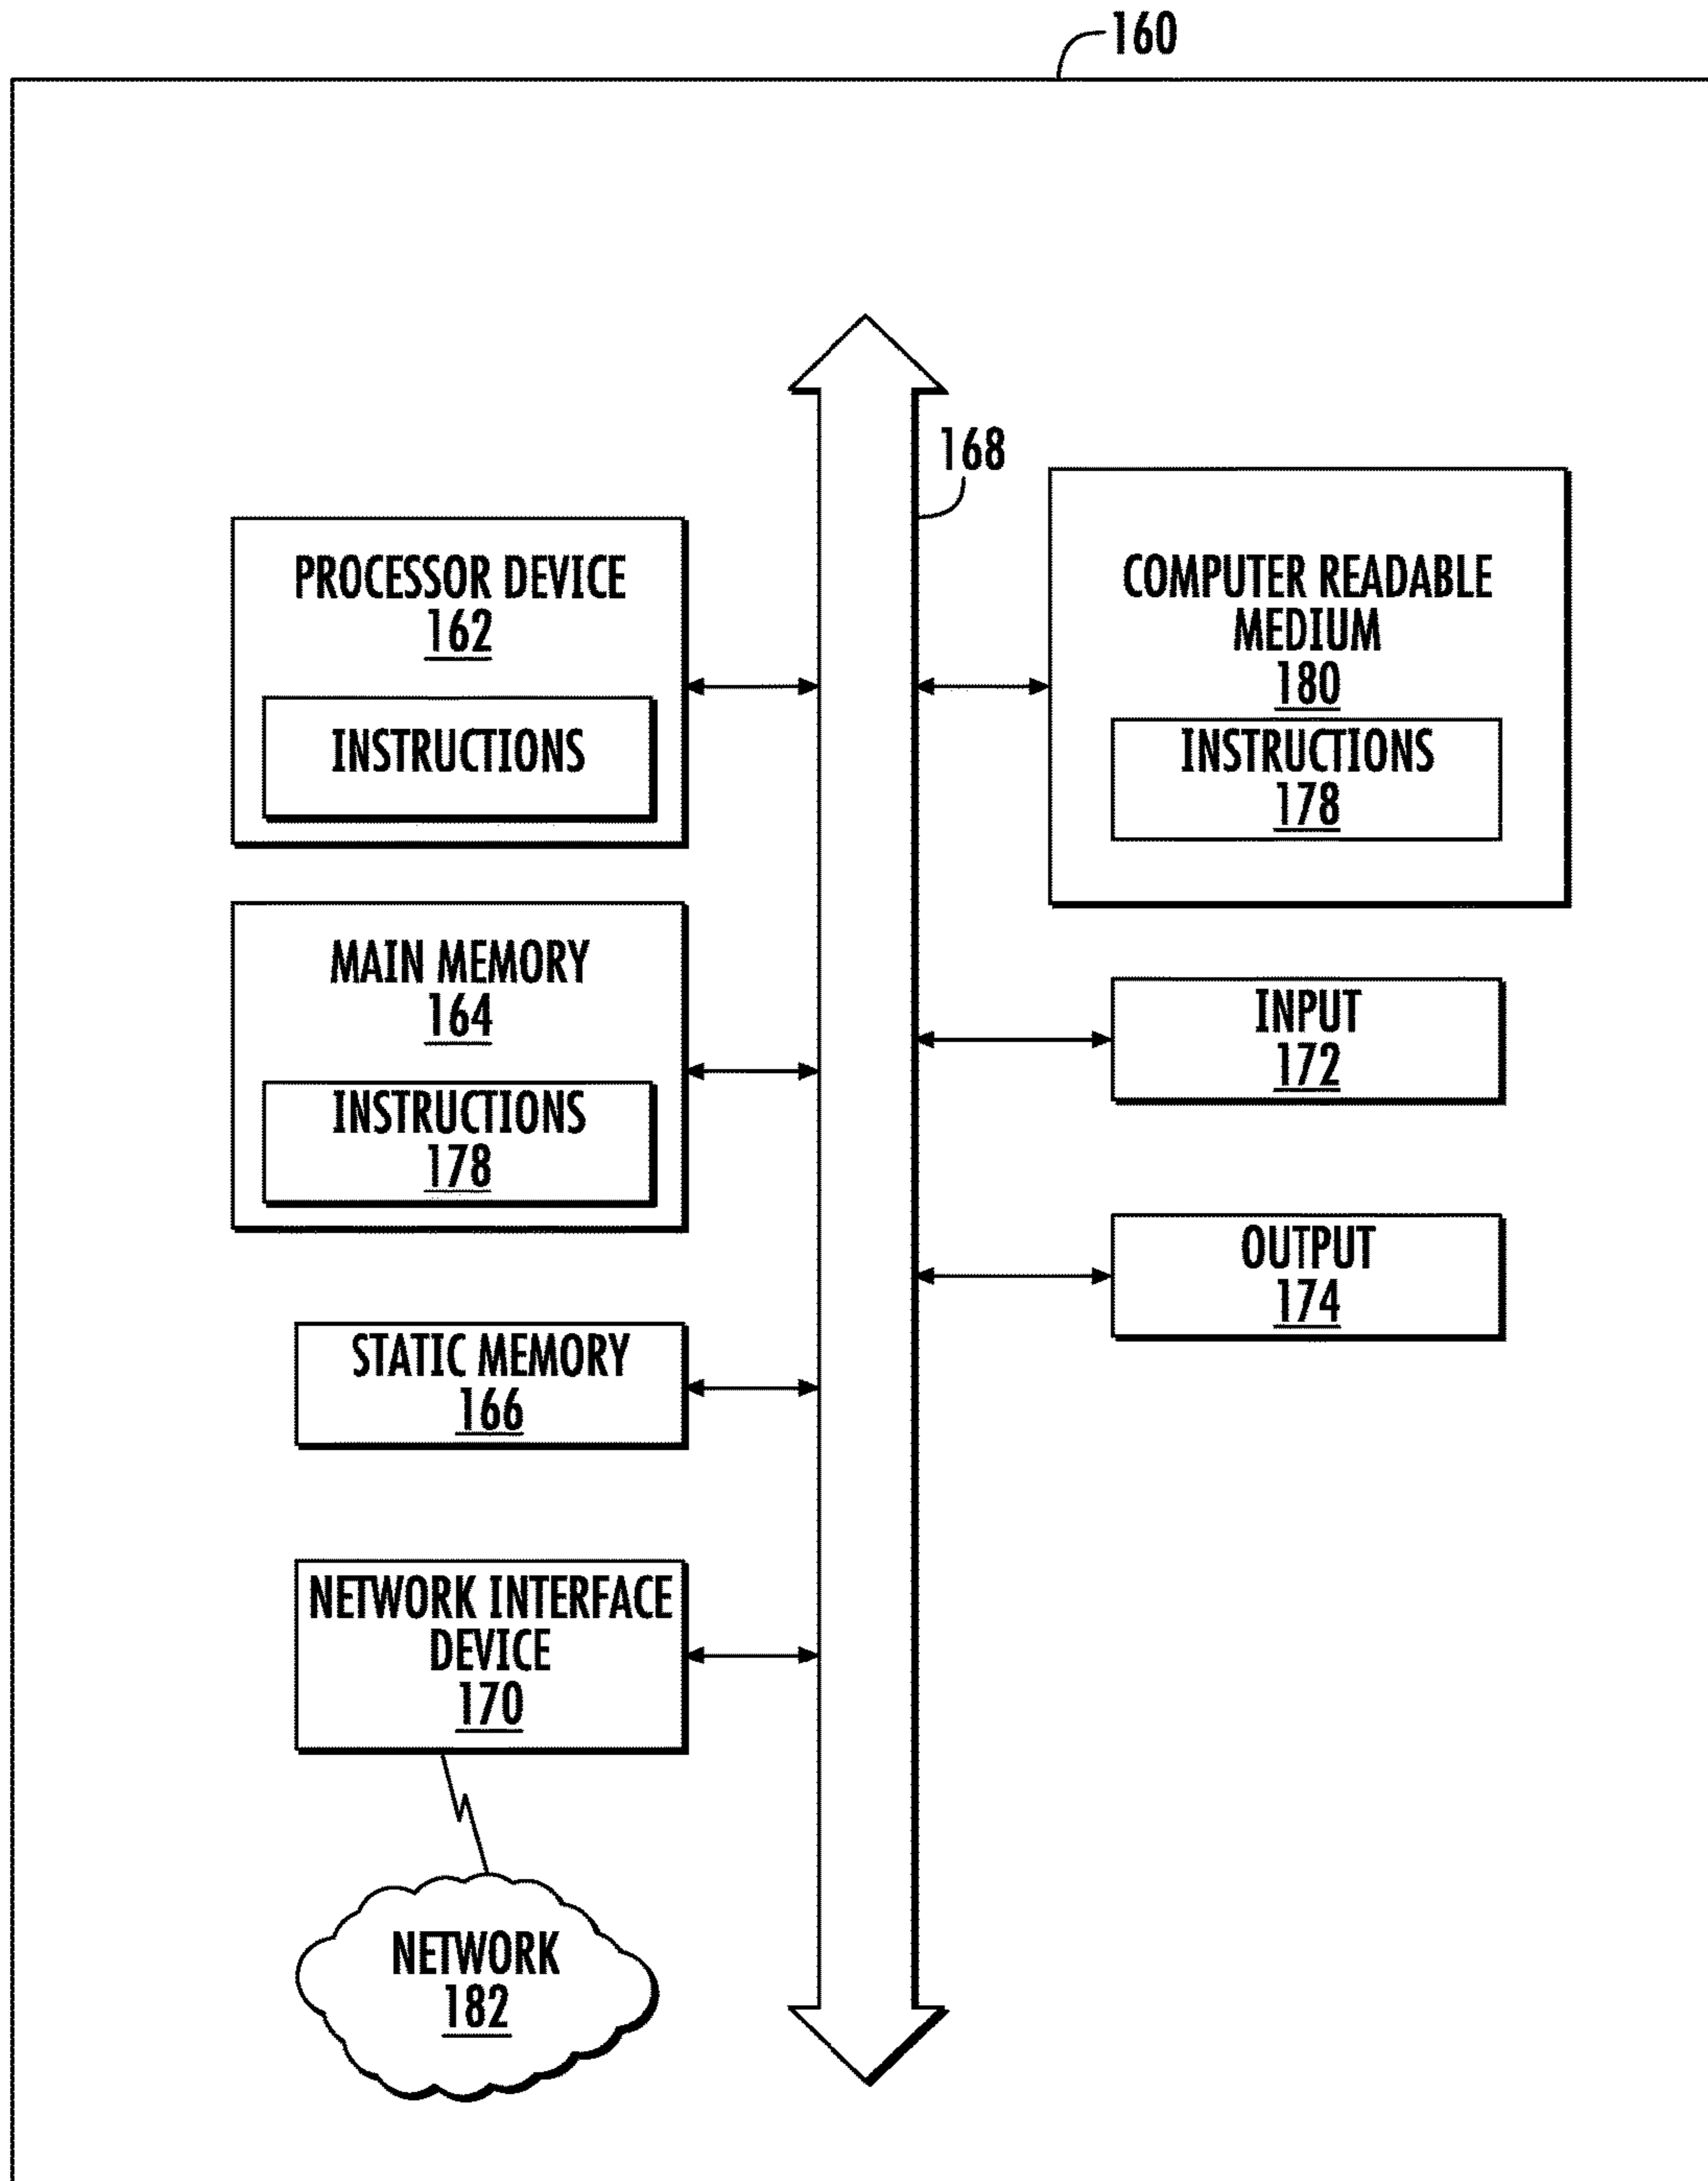 160
168
PROCESSOR DEVICE
162
INSTRUCTIONS
MAIN MEMORY
164
INSTRUCTIONS
178
STATIC MEMORY
166
NETWORK INTERFACE
DEVICE
170
NETWORK
182
COMPUTER READABLE
MEDIUM
180
INSTRUCTIONS
178
INPUT
172
OUTPUT
174